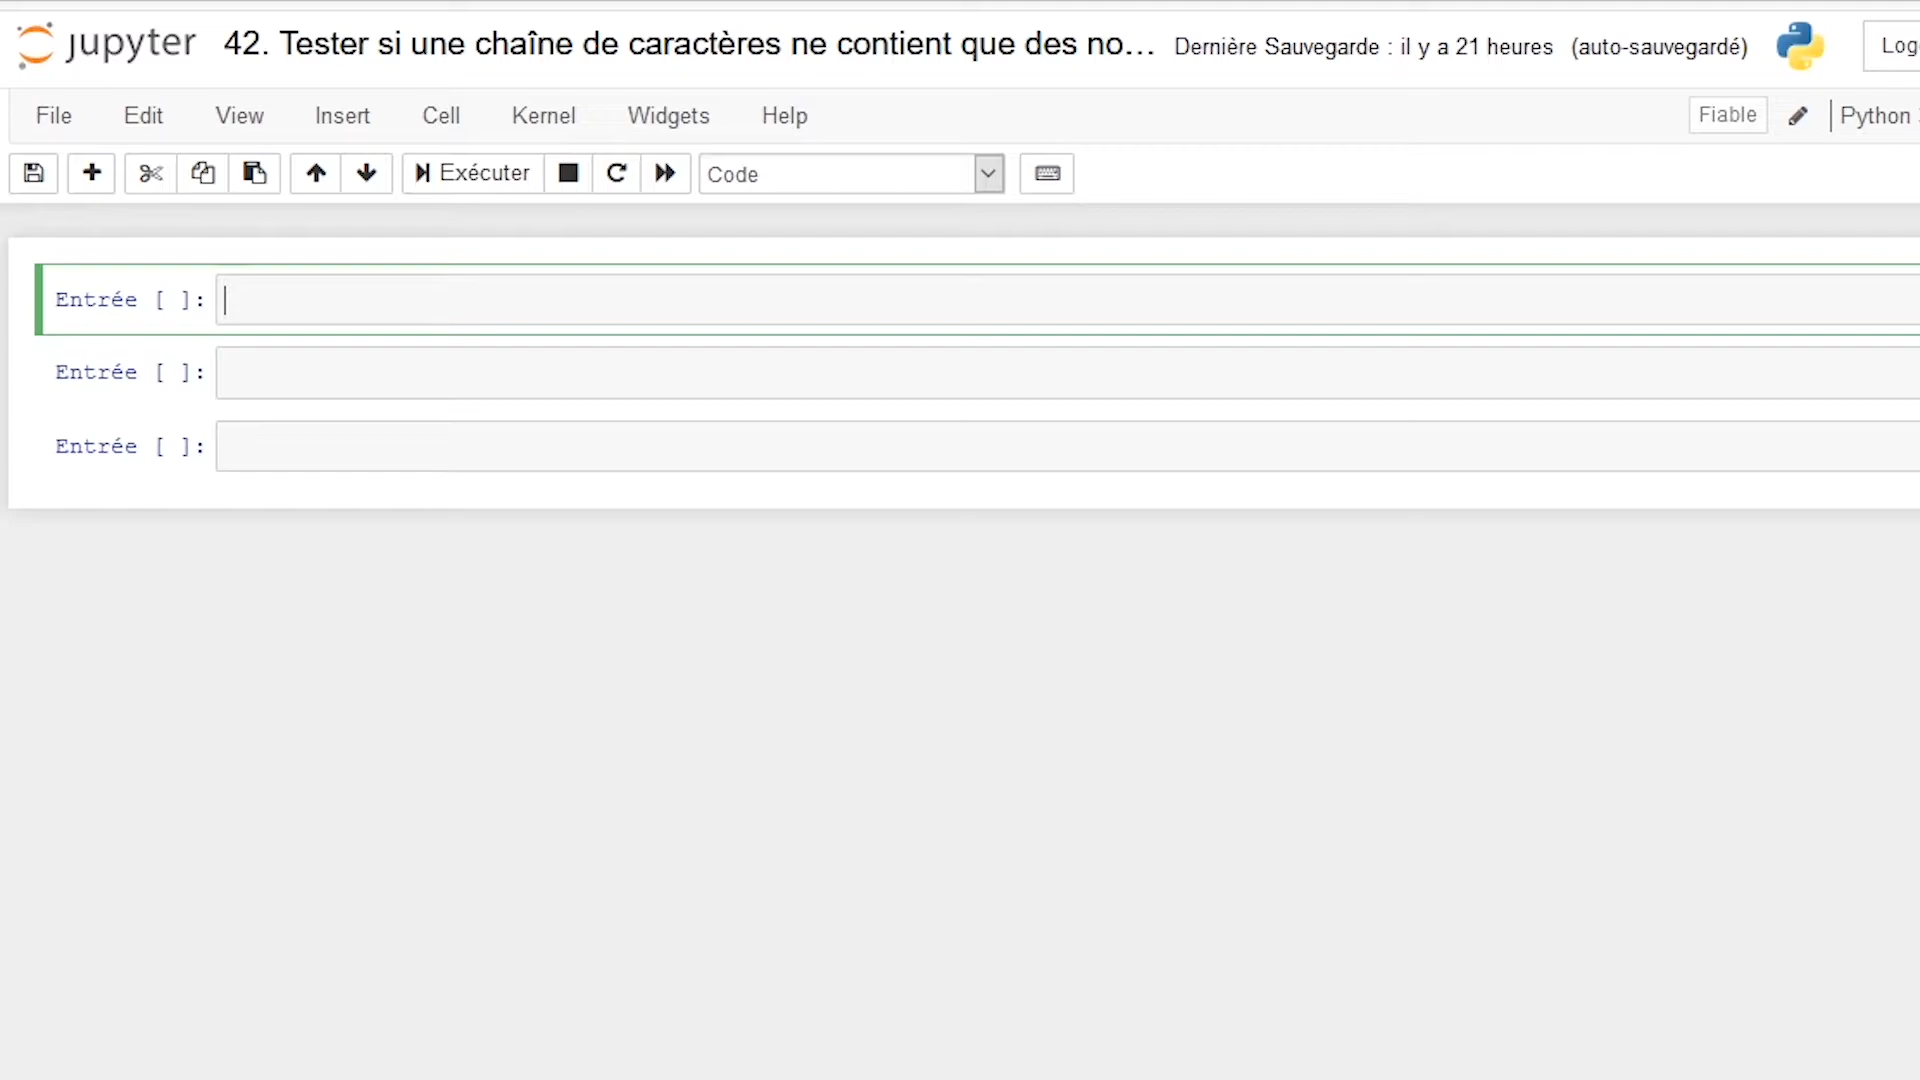 jupyter 42. Tester si une chaîne de caractères ne contient que des no... Dernière Sauvegarde : il y a 21 heures (auto-sauvegardé)
File Edit View Insert Cell Kernel Widgets Help Fiable Python
Exécuter Code
Entrée [ ]:
Entrée [ ]:
Entrée [ ]: